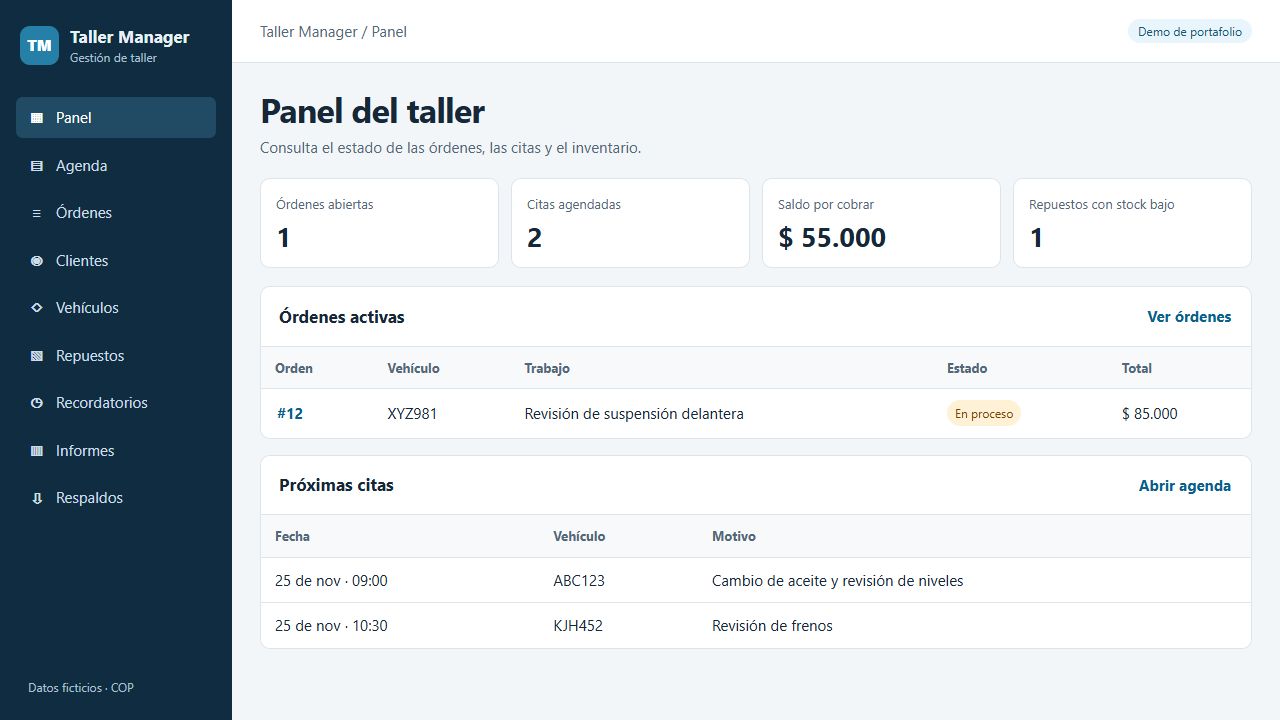 TM
Taller Manager
Gestión de taller
Panel
Agenda
Órdenes
Clientes
Vehículos
Repuestos
Recordatorios
Informes
Respaldos
Datos ficticios · COP
Taller Manager / Panel
Demo de portafolio
Panel del taller
Consulta el estado de las órdenes, las citas y el inventario.
Órdenes abiertas
1
Citas agendadas
2
Saldo por cobrar
$ 55.000
Repuestos con stock bajo
1
Órdenes activas
Ver órdenes
Orden Vehículo Trabajo Estado Total
#12 XYZ981 Revisión de suspensión delantera En proceso $ 85.000
Próximas citas
Abrir agenda
Fecha Vehículo Motivo
25 de nov · 09:00 ABC123 Cambio de aceite y revisión de niveles
25 de nov · 10:30 KJH452 Revisión de frenos